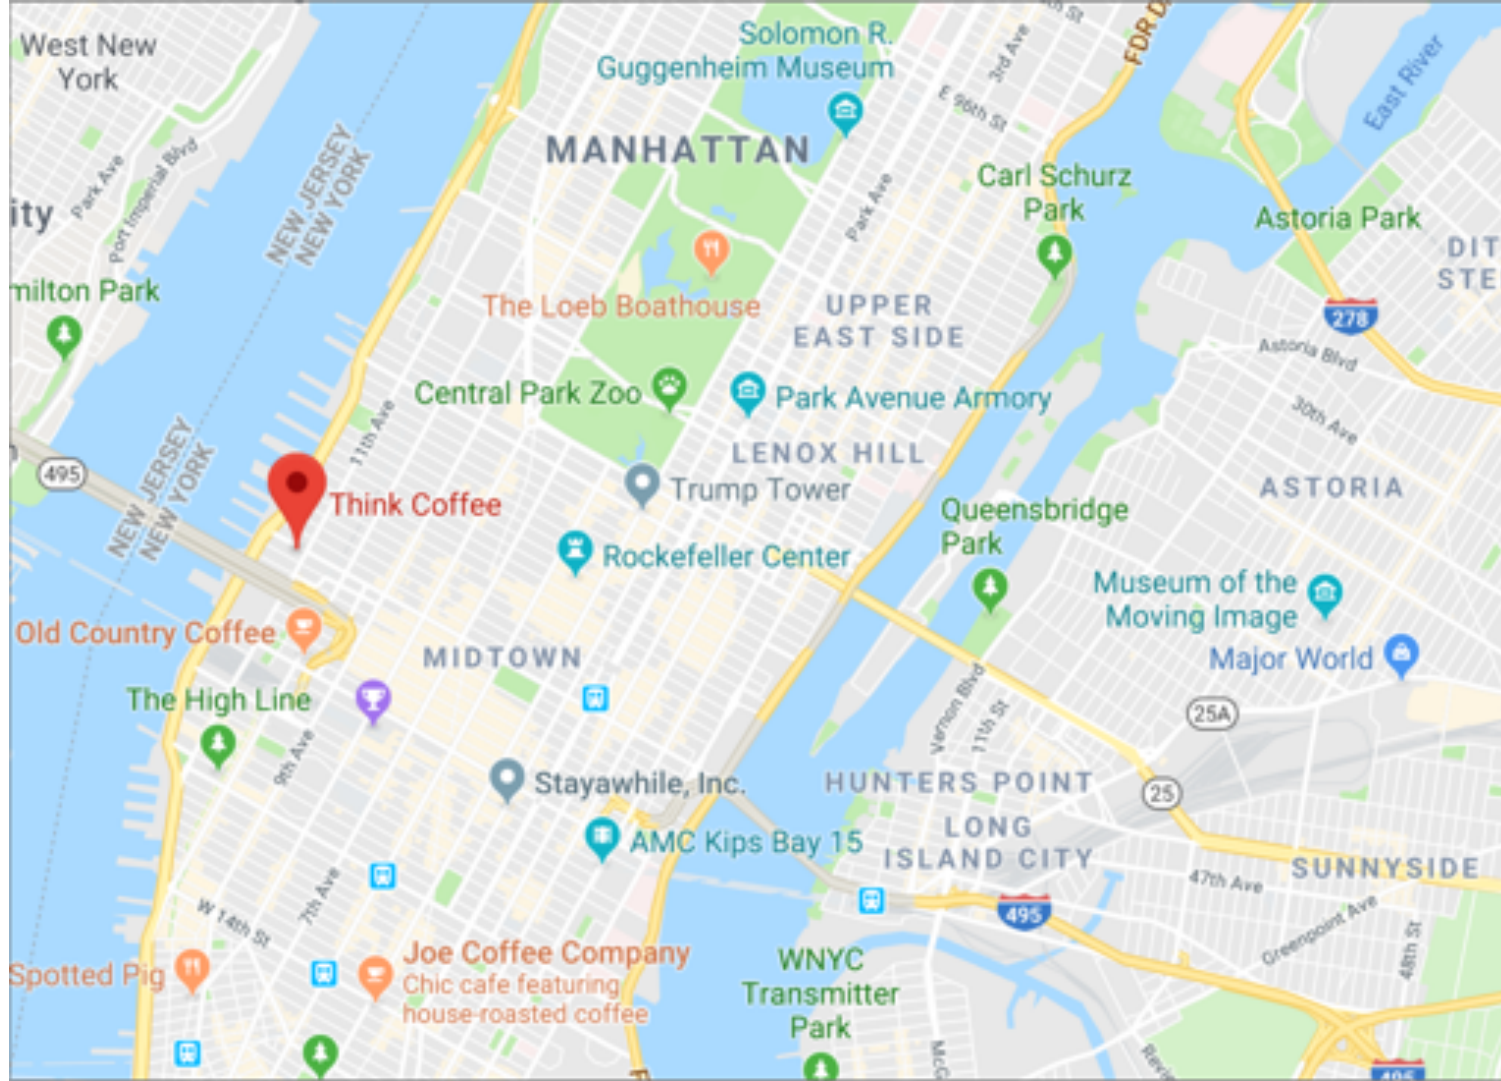 Solomon R.
Guggenheim Museum
West New
York
3rd Ave
FDR D
East River
E 96th St
MANHATTAN
NEW JERSEY
NEW YORK
Park Ave
Port Imperial Blvd
Carl Schurz
Park
Park Ave
Astoria Park
ity
DIT
STE
milton Park
The Loeb Boathouse
UPPER
EAST SIDE
278
Astoria Blvd
Central Park Zoo
Park Avenue Armory
30th Ave
11th Ave
LENOX HILL
495
NEW JERSEY
NEW YORK
Think Coffee
Trump Tower
ASTORIA
Queensbridge
Park
Rockefeller Center
Museum of the
Moving Image
Old Country Coffee
MIDTOWN
Major World
The High Line
Vernon Blvd
11th St
25A
9th Ave
Stayawhile, Inc.
HUNTERS POINT
25
LONG
ISLAND CITY
AMC Kips Bay 15
SUNNYSIDE
47th Ave
7th Ave
W 14th St
495
Greenpoint Ave
48th St
Spotted Pig
Joe Coffee Company
Chic cafe featuring
house-roasted coffee
WNYC
Transmitter
Park
McG
Revie
495